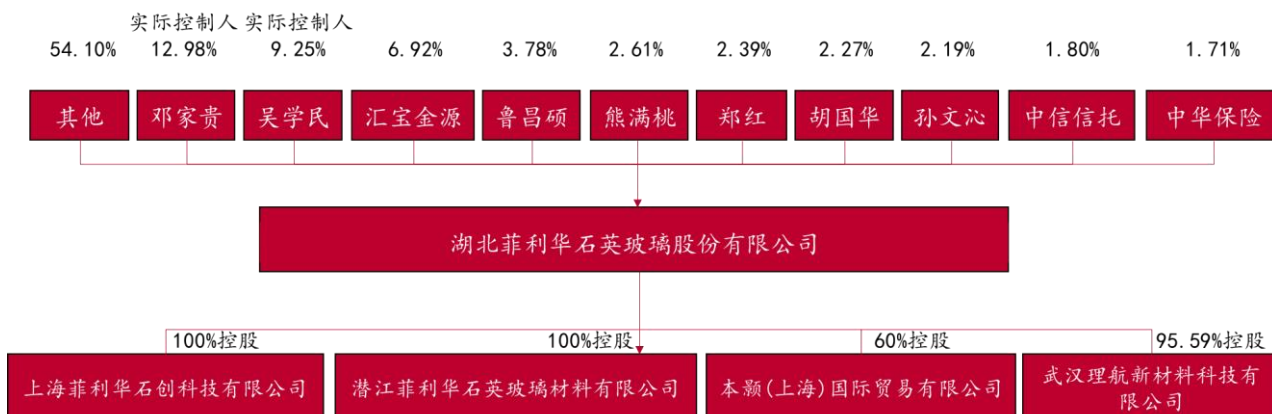 实际控制人 实际控制人
54.10% 12.98% 9.25% 6.92% 3.78% 2.61% 2.39% 2.27% 2.19% 1.80% 1.71%
其他 邓家贵 吴学民 汇宝金源 鲁昌硕 熊满桃 郑红 胡国华 孙文沁 中信信托 中华保险
湖北菲利华石英玻璃股份有限公司
100%控股 100%控股 60%控股 95.59%控股
上海菲利华石创科技有限公司 潜江菲利华石英玻璃材料有限公司 本颢(上海)国际贸易有限公司 武汉理航新材料科技有
限公司